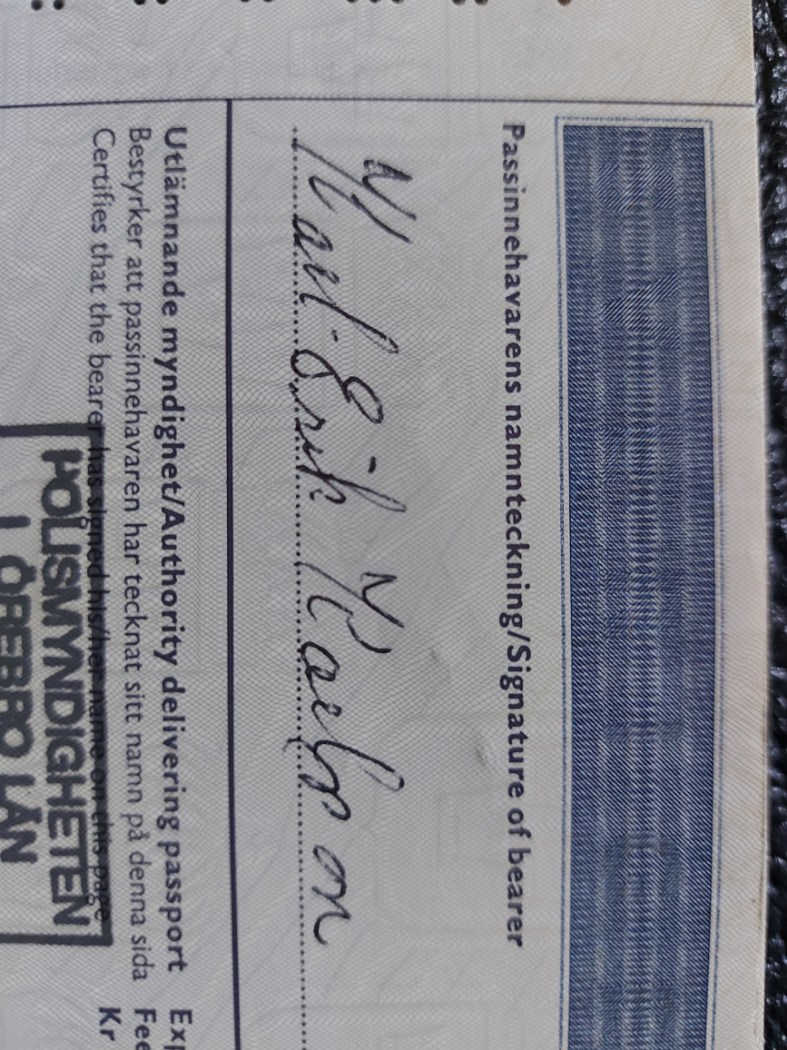 Passinnehavarens namnteckning/Signature of bearer
Karl-Erik Karlsson
Utlämnande myndighet/Authority delivering passport
Bestyrker att passinnehavaren har tecknat sitt namn på denna sida
Certifies that the bearer has signed his/her name on this page
POLISMYNDIGHETEN
I ÖREBRO LÄN
Fee
Kr